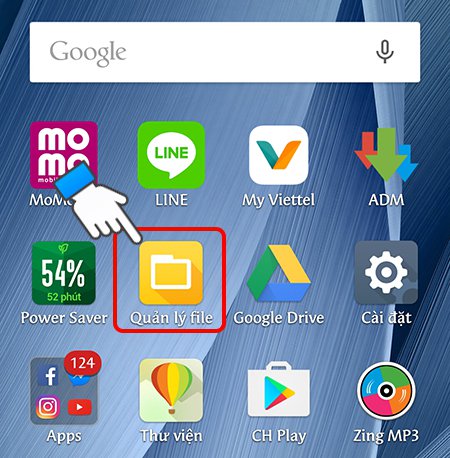 Google
MO
MO
mobile
MoMo
LINE
LINE
My Viettel
ADM
54%
52 phút
Power Saver
Quản lý file
Google Drive
Cài đặt
124
Apps
Thư viện
CH Play
Zing MP3